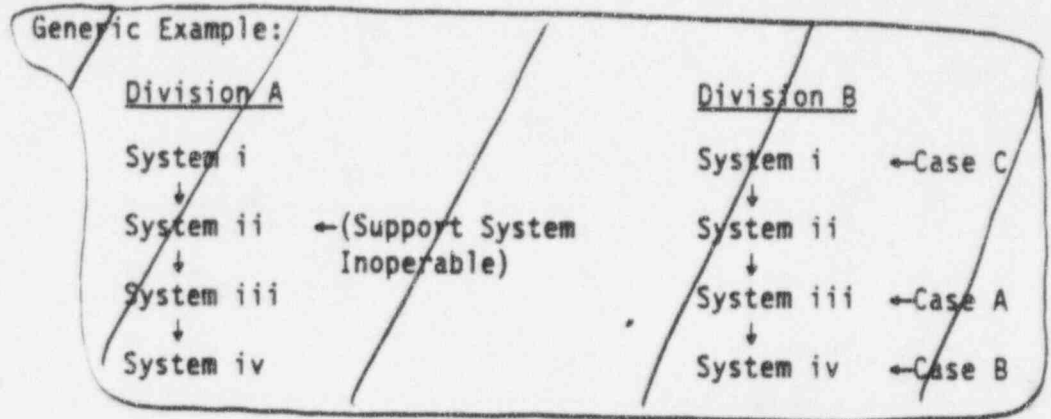 Generic Example:
Division A Division B
System i System i ←Case C
↓ ↓
System ii ←(Support System System ii
↓ Inoperable) ↓
System iii System iii ←Case A
↓ ↓
System iv System iv ←Case B